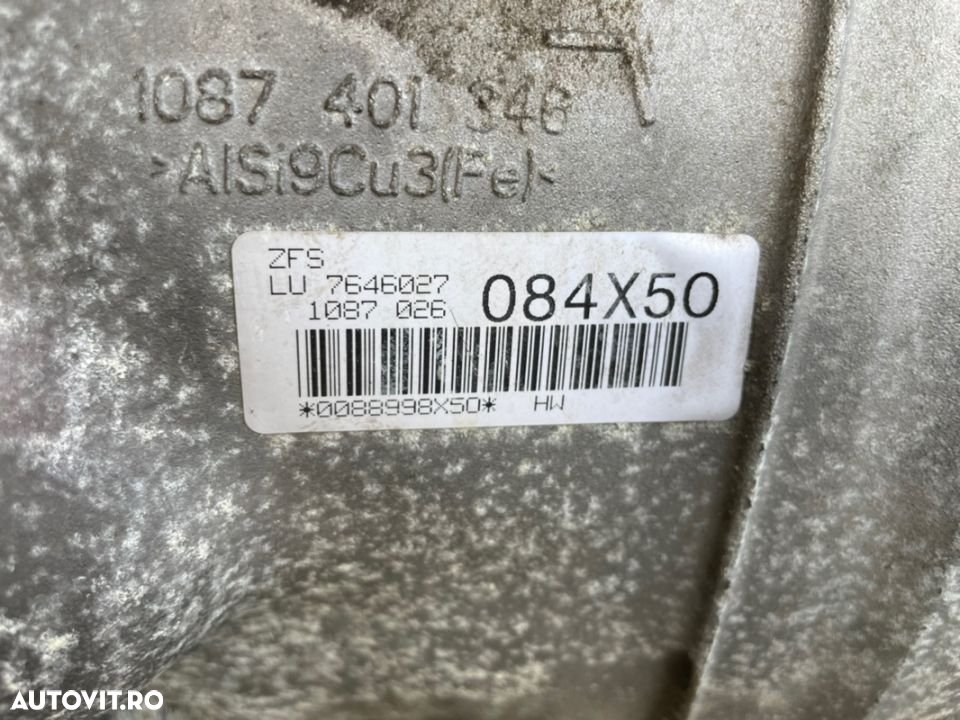 1087 401 346
>AlSi9Cu3(Fe)<
ZFS
LU 7646027
1087 026
084X50
*0088998X50* HW
AUTOVIT.RO